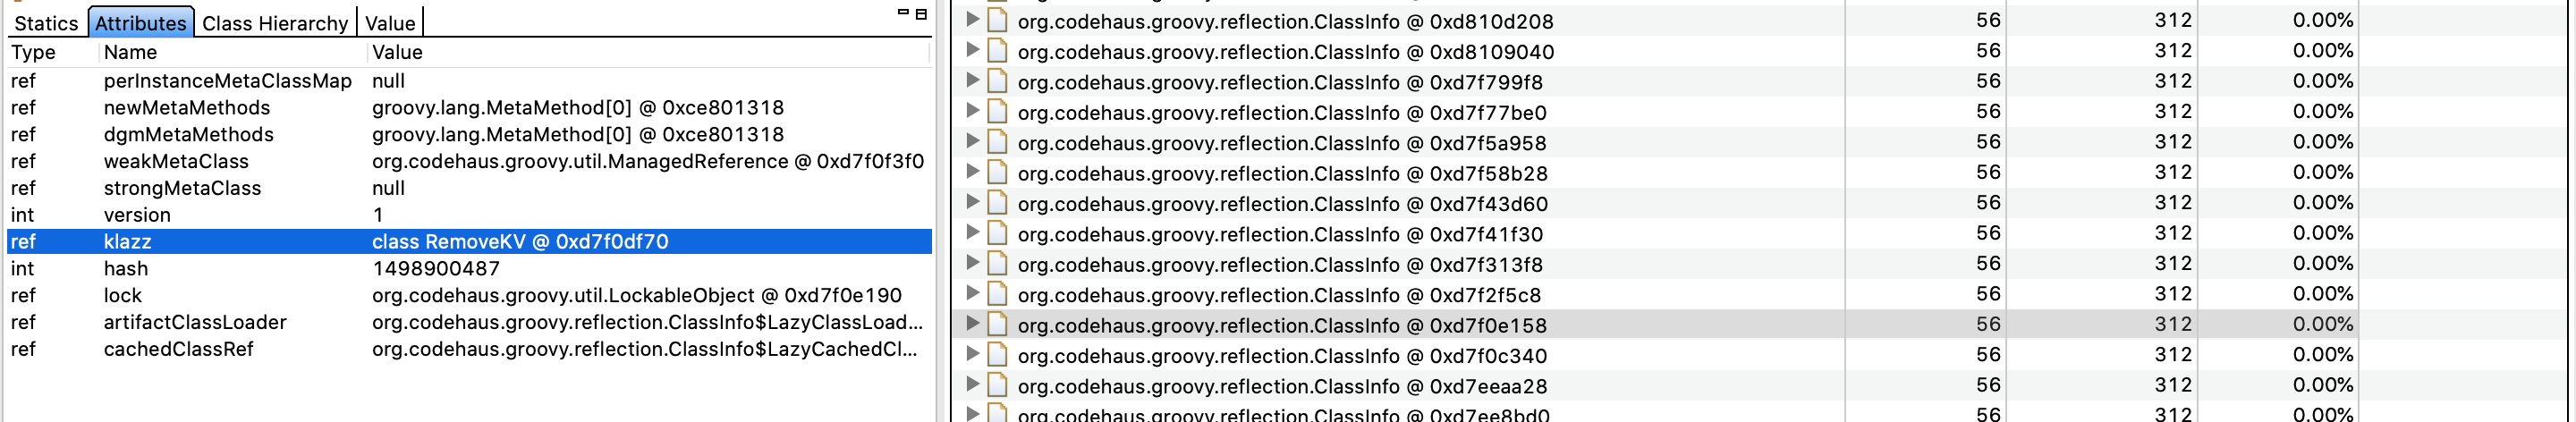 Statics Attributes Class Hierarchy Value
Type Name Value
ref perInstanceMetaClassMap null
ref newMetaMethods groovy.lang.MetaMethod[0] @ 0xce801318
ref dgmMetaMethods groovy.lang.MetaMethod[0] @ 0xce801318
ref weakMetaClass org.codehaus.groovy.util.ManagedReference @ 0xd7f0f3f0
ref strongMetaClass null
int version 1
ref klazz class RemoveKV @ 0xd7f0df70
int hash 1498900487
ref lock org.codehaus.groovy.util.LockableObject @ 0xd7f0e190
ref artifactClassLoader org.codehaus.groovy.reflection.ClassInfo$LazyClassLoad...
ref cachedClassRef org.codehaus.groovy.reflection.ClassInfo$LazyCachedCl...
org.codehaus.groovy.reflection.ClassInfo @ 0xd810d208 56 312 0.00%
org.codehaus.groovy.reflection.ClassInfo @ 0xd8109040 56 312 0.00%
org.codehaus.groovy.reflection.ClassInfo @ 0xd7f799f8 56 312 0.00%
org.codehaus.groovy.reflection.ClassInfo @ 0xd7f77be0 56 312 0.00%
org.codehaus.groovy.reflection.ClassInfo @ 0xd7f5a958 56 312 0.00%
org.codehaus.groovy.reflection.ClassInfo @ 0xd7f58b28 56 312 0.00%
org.codehaus.groovy.reflection.ClassInfo @ 0xd7f43d60 56 312 0.00%
org.codehaus.groovy.reflection.ClassInfo @ 0xd7f41f30 56 312 0.00%
org.codehaus.groovy.reflection.ClassInfo @ 0xd7f313f8 56 312 0.00%
org.codehaus.groovy.reflection.ClassInfo @ 0xd7f2f5c8 56 312 0.00%
org.codehaus.groovy.reflection.ClassInfo @ 0xd7f0e158 56 312 0.00%
org.codehaus.groovy.reflection.ClassInfo @ 0xd7f0c340 56 312 0.00%
org.codehaus.groovy.reflection.ClassInfo @ 0xd7eeaa28 56 312 0.00%
org.codehaus.groovy.reflection.ClassInfo @ 0xd7ee8bd0 56 312 0.00%